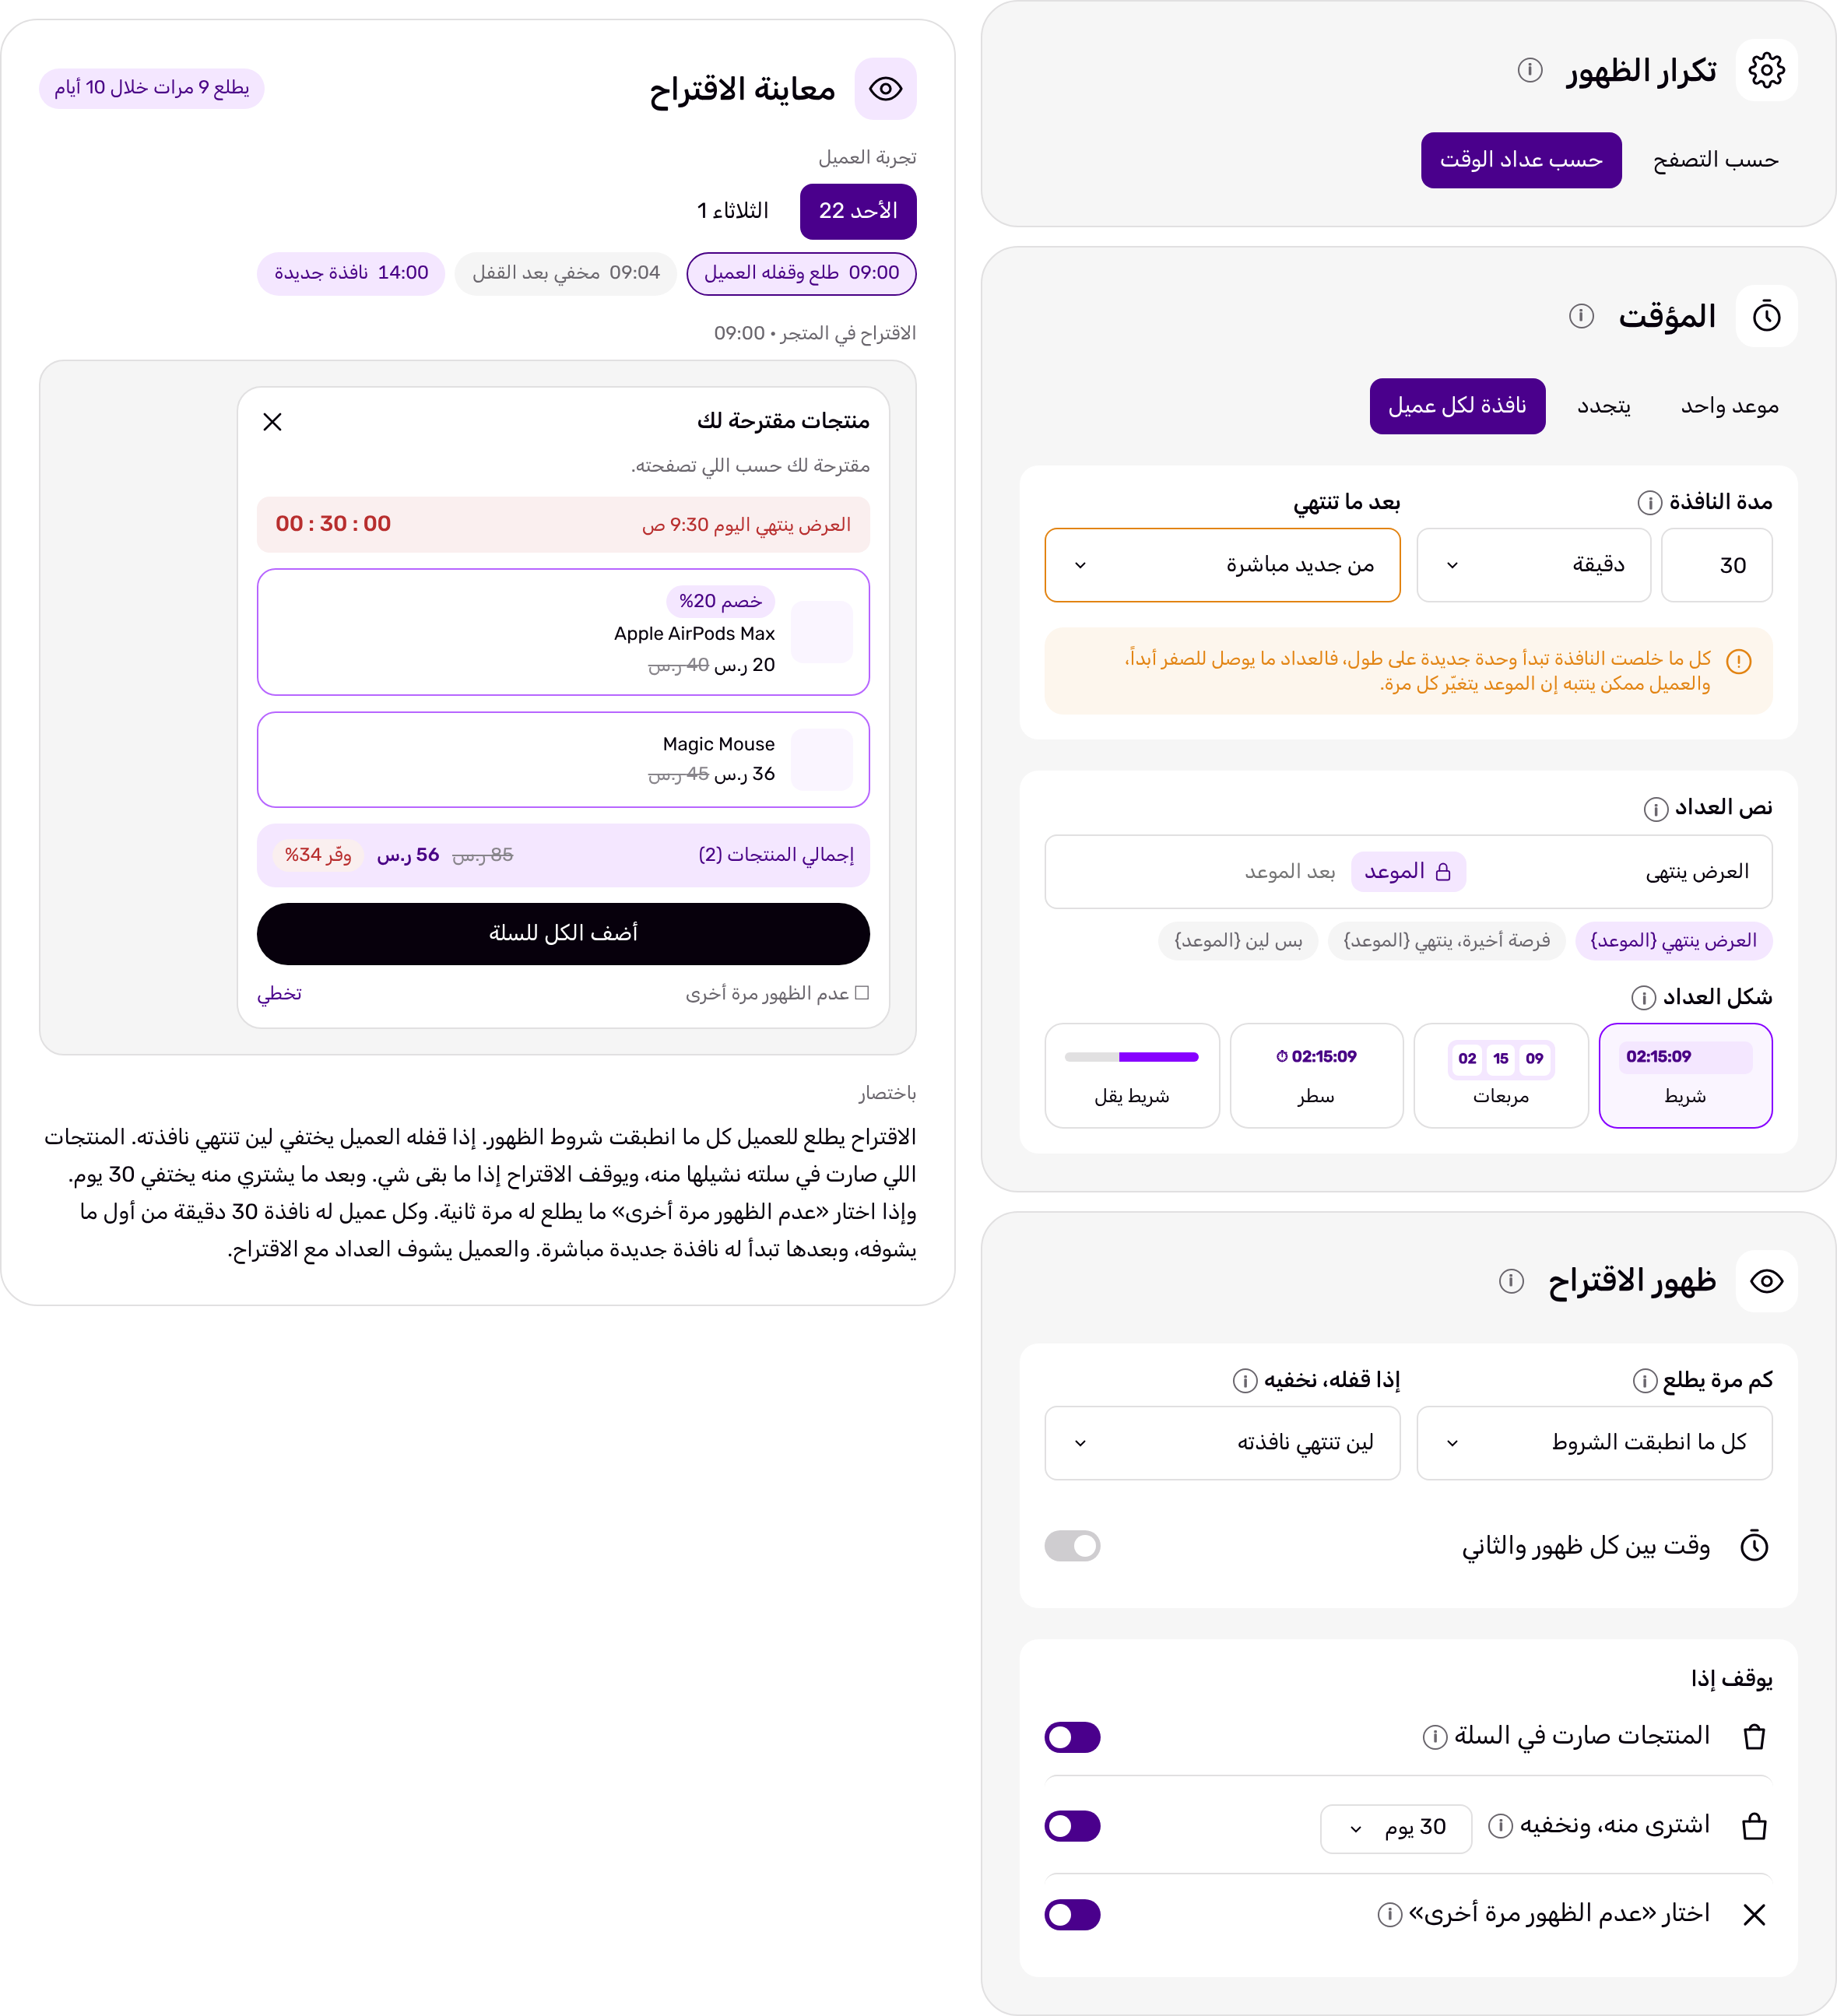 تكرار الظهور
حسب التصفح
حسب عداد الوقت
المؤقت
موعد واحد
يتجدد
نافذة لكل عميل
مدة النافذة
بعد ما تنتهي
30
دقيقة
من جديد مباشرة
كل ما خلصت النافذة تبدأ وحدة جديدة على طول، فالعداد ما يوصل للصفر أبداً،
والعميل ممكن ينتبه إن الموعد يتغيّر كل مرة.
نص العداد
العرض ينتهى
الموعد
بعد الموعد
العرض ينتهي {الموعد}
فرصة أخيرة، ينتهي {الموعد}
بس لين {الموعد}
شكل العداد
02:15:09
شريط
02 15 09
مربعات
02:15:09
سطر
شريط يقل
ظهور الاقتراح
كم مرة يطلع
إذا قفله، نخفيه
كل ما انطبقت الشروط
لين تنتهي نافذته
وقت بين كل ظهور والثاني
يوقف إذا
المنتجات صارت في السلة
اشترى منه، ونخفيه
30 يوم
اختار «عدم الظهور مرة أخرى»
معاينة الاقتراح
يطلع 9 مرات خلال 10 أيام
تجربة العميل
الأحد 22
الثلاثاء 1
09:00 طلع وقفله العميل
09:04 مخفي بعد القفل
14:00 نافذة جديدة
الاقتراح في المتجر • 09:00
منتجات مقترحة لك
مقترحة لك حسب اللي تصفحته.
العرض ينتهي اليوم 9:30 ص
00 : 30 : 00
خصم 20%
Apple AirPods Max
20 ر.س 40 ر.س
Magic Mouse
36 ر.س 45 ر.س
إجمالي المنتجات (2)
85 ر.س
56 ر.س
وفّر 34%
أضف الكل للسلة
عدم الظهور مرة أخرى
تخطي
باختصار
الاقتراح يطلع للعميل كل ما انطبقت شروط الظهور. إذا قفله العميل يختفي لين تنتهي نافذته. المنتجات
اللي صارت في سلته نشيلها منه، ويوقف الاقتراح إذا ما بقى شي. وبعد ما يشتري منه يختفي 30 يوم.
وإذا اختار «عدم الظهور مرة أخرى» ما يطلع له مرة ثانية. وكل عميل له نافذة 30 دقيقة من أول ما
يشوفه، وبعدها تبدأ له نافذة جديدة مباشرة. والعميل يشوف العداد مع الاقتراح.